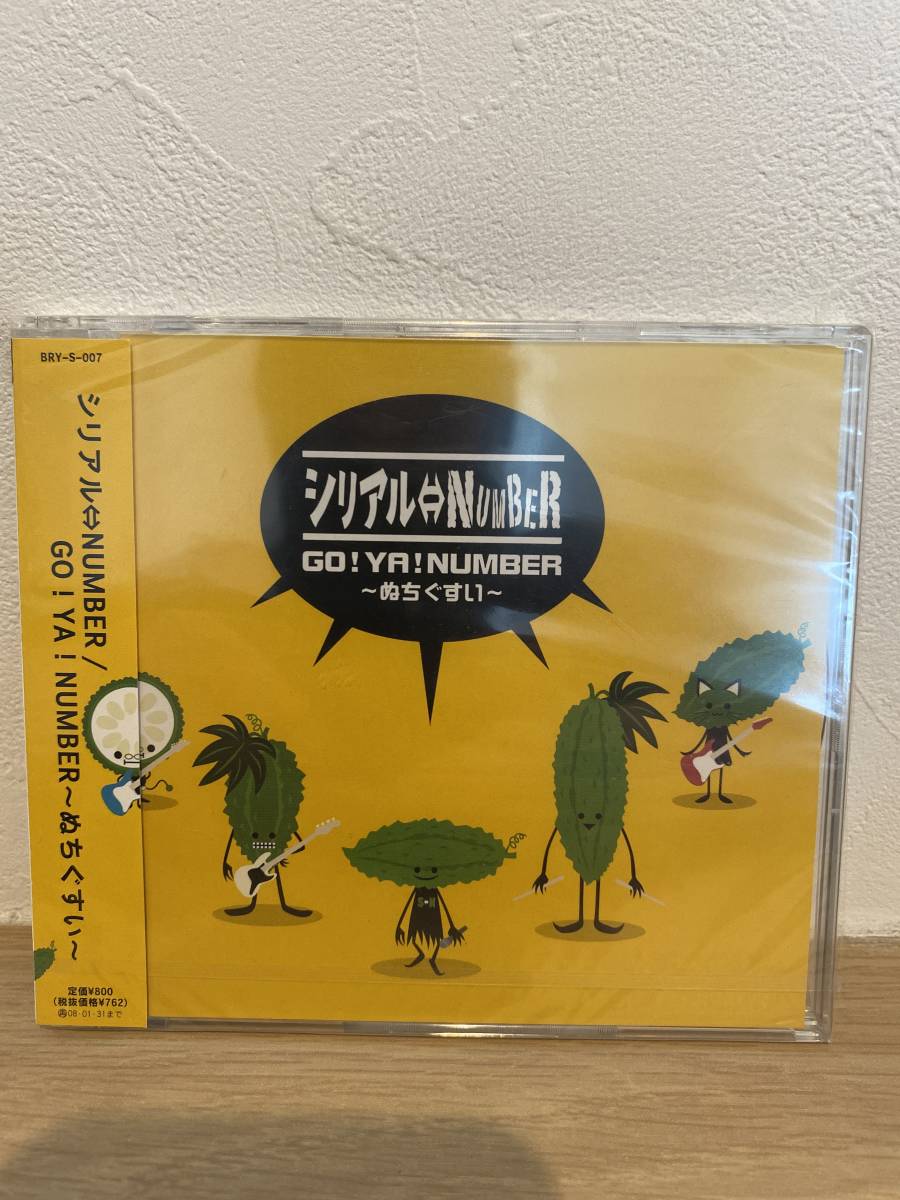 BRY-S-007
シリアル⇔NUMBER /
GO!YA!NUMBER～ぬちぐすい～
定価¥800
(税抜価格¥762)
Ⓡ08・01・31まで
シリアル⇔NUMBER
GO!YA!NUMBER
～ぬちぐすい～
S⇔N